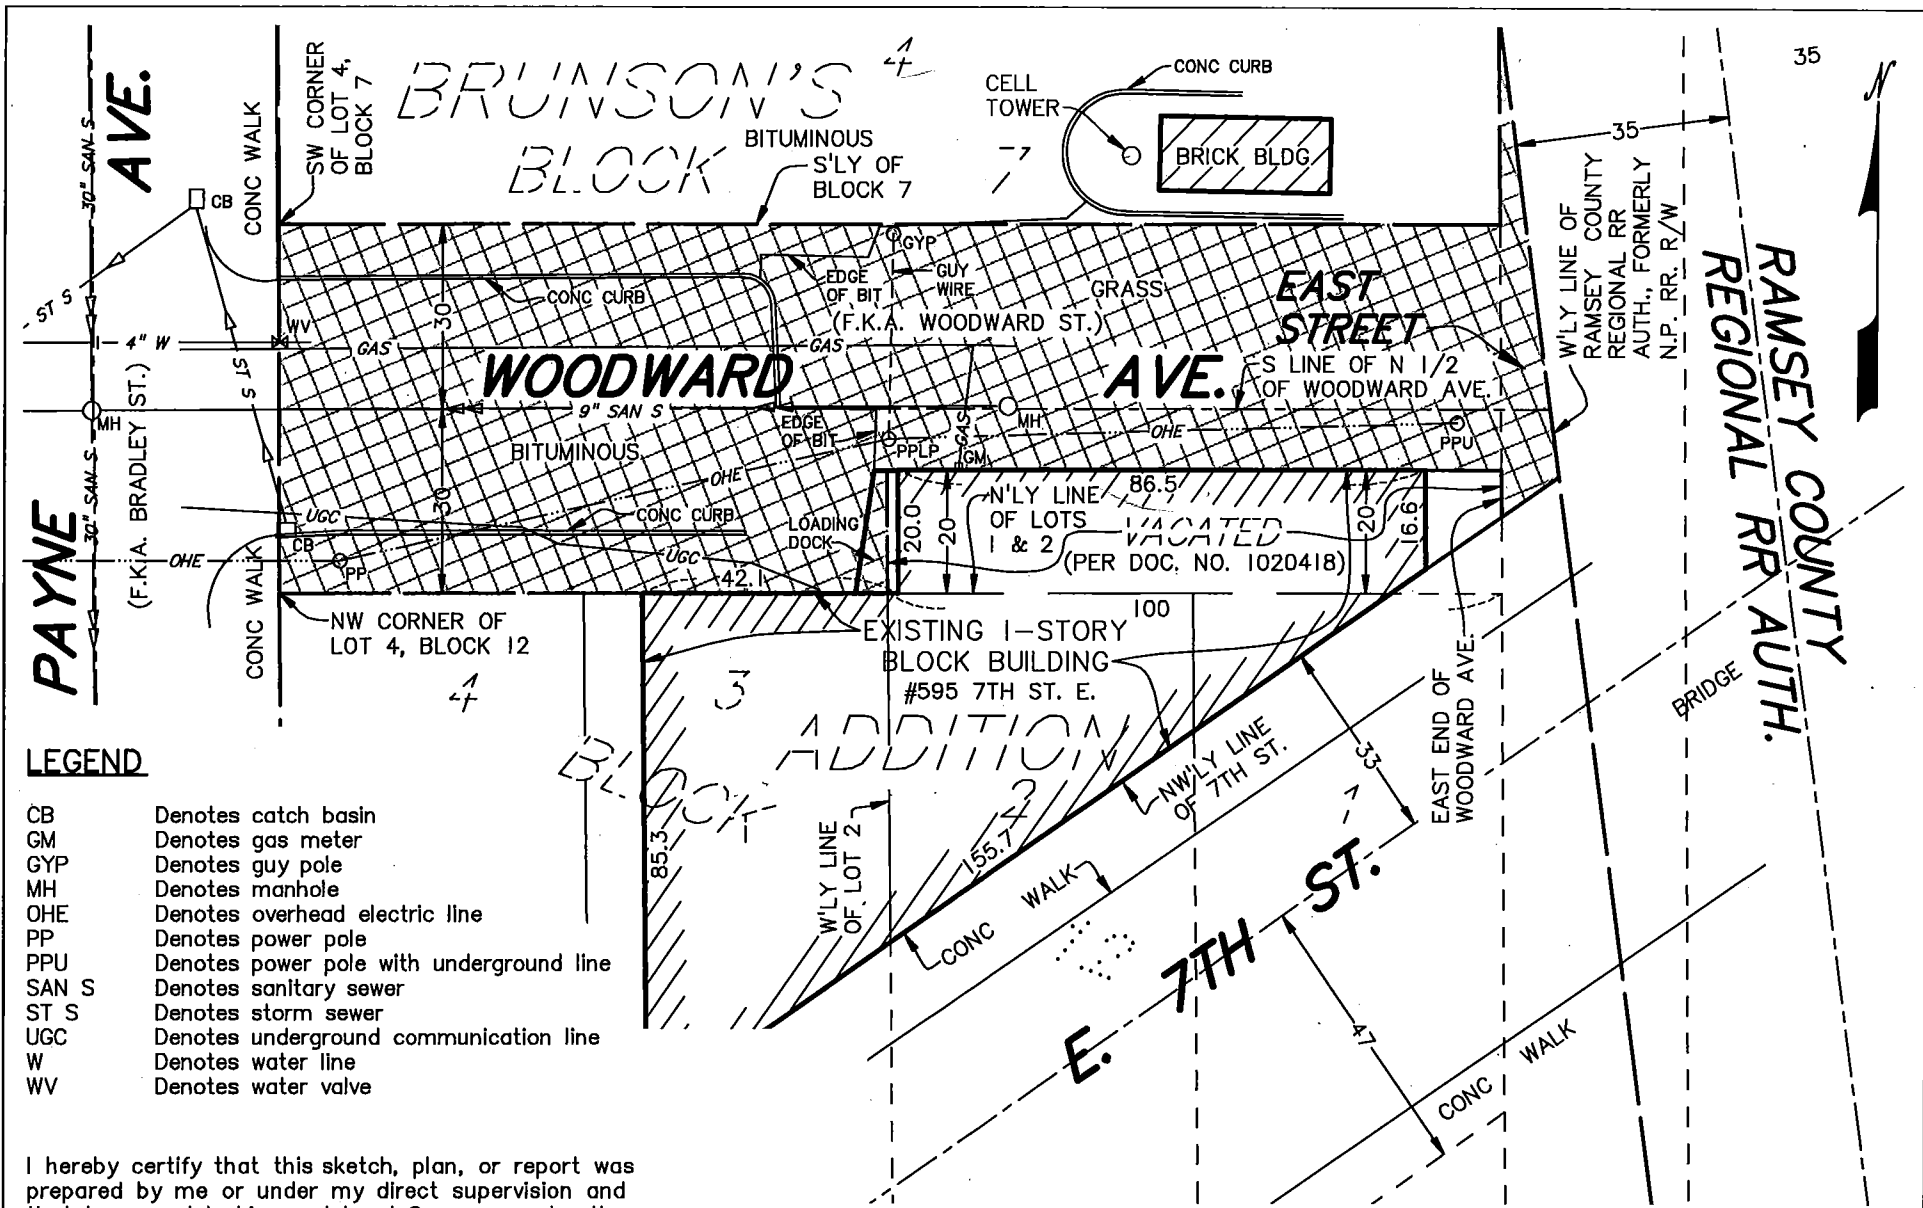 PAYNE AVE.
(F.K.A. BRADLEY ST.)
30" SAN S
30" SAN S
CONC WALK
CONC WALK
SW CORNER
OF LOT 4,
BLOCK 7
BRUNSON'S
BLOCK 7
4
BITUMINOUS
S'LY OF
BLOCK 7
CELL
TOWER
CONC CURB
BRICK BLDG.
35
35
N
W'LY LINE OF
RAMSEY COUNTY
REGIONAL RR
AUTH., FORMERLY
N.P. RR. R/W
RAMSEY COUNTY
REGIONAL RR AUTH.
CB
ST S
ST S
4" W
WV
MH
GAS
GAS
GAS
30
30
CONC CURB
EDGE
OF BIT
GYP
GUY
WIRE
(F.K.A. WOODWARD ST.)
GRASS
EAST
STREET
WOODWARD AVE.
S LINE OF N 1/2
OF WOODWARD AVE.
9" SAN S
BITUMINOUS
EDGE
OF BIT
PPLP
GM
MH
OHE
PPU
OHE
UGC
CB
CONC CURB
UGC
OHE
PP
LOADING
DOCK
42.1
20.0
20
N'LY LINE
OF LOTS
1 & 2
86.5
VACATED
(PER DOC. NO. 1020418)
20
16.6
100
NW CORNER OF
LOT 4, BLOCK 12
EXISTING 1-STORY
BLOCK BUILDING
#595 7TH ST. E.
4
3
BLOCK
ADDITION
2
1
85.3
155.7
W'LY LINE
OF LOT 2
NW'LY LINE
OF 7TH ST.
33
EAST END OF
WOODWARD AVE.
BRIDGE
CONC WALK
E. 7TH ST.
47
CONC WALK
LEGEND
CB Denotes catch basin
GM Denotes gas meter
GYP Denotes guy pole
MH Denotes manhole
OHE Denotes overhead electric line
PP Denotes power pole
PPU Denotes power pole with underground line
SAN S Denotes sanitary sewer
ST S Denotes storm sewer
UGC Denotes underground communication line
W Denotes water line
WV Denotes water valve
I hereby certify that this sketch, plan, or report was
prepared by me or under my direct supervision and